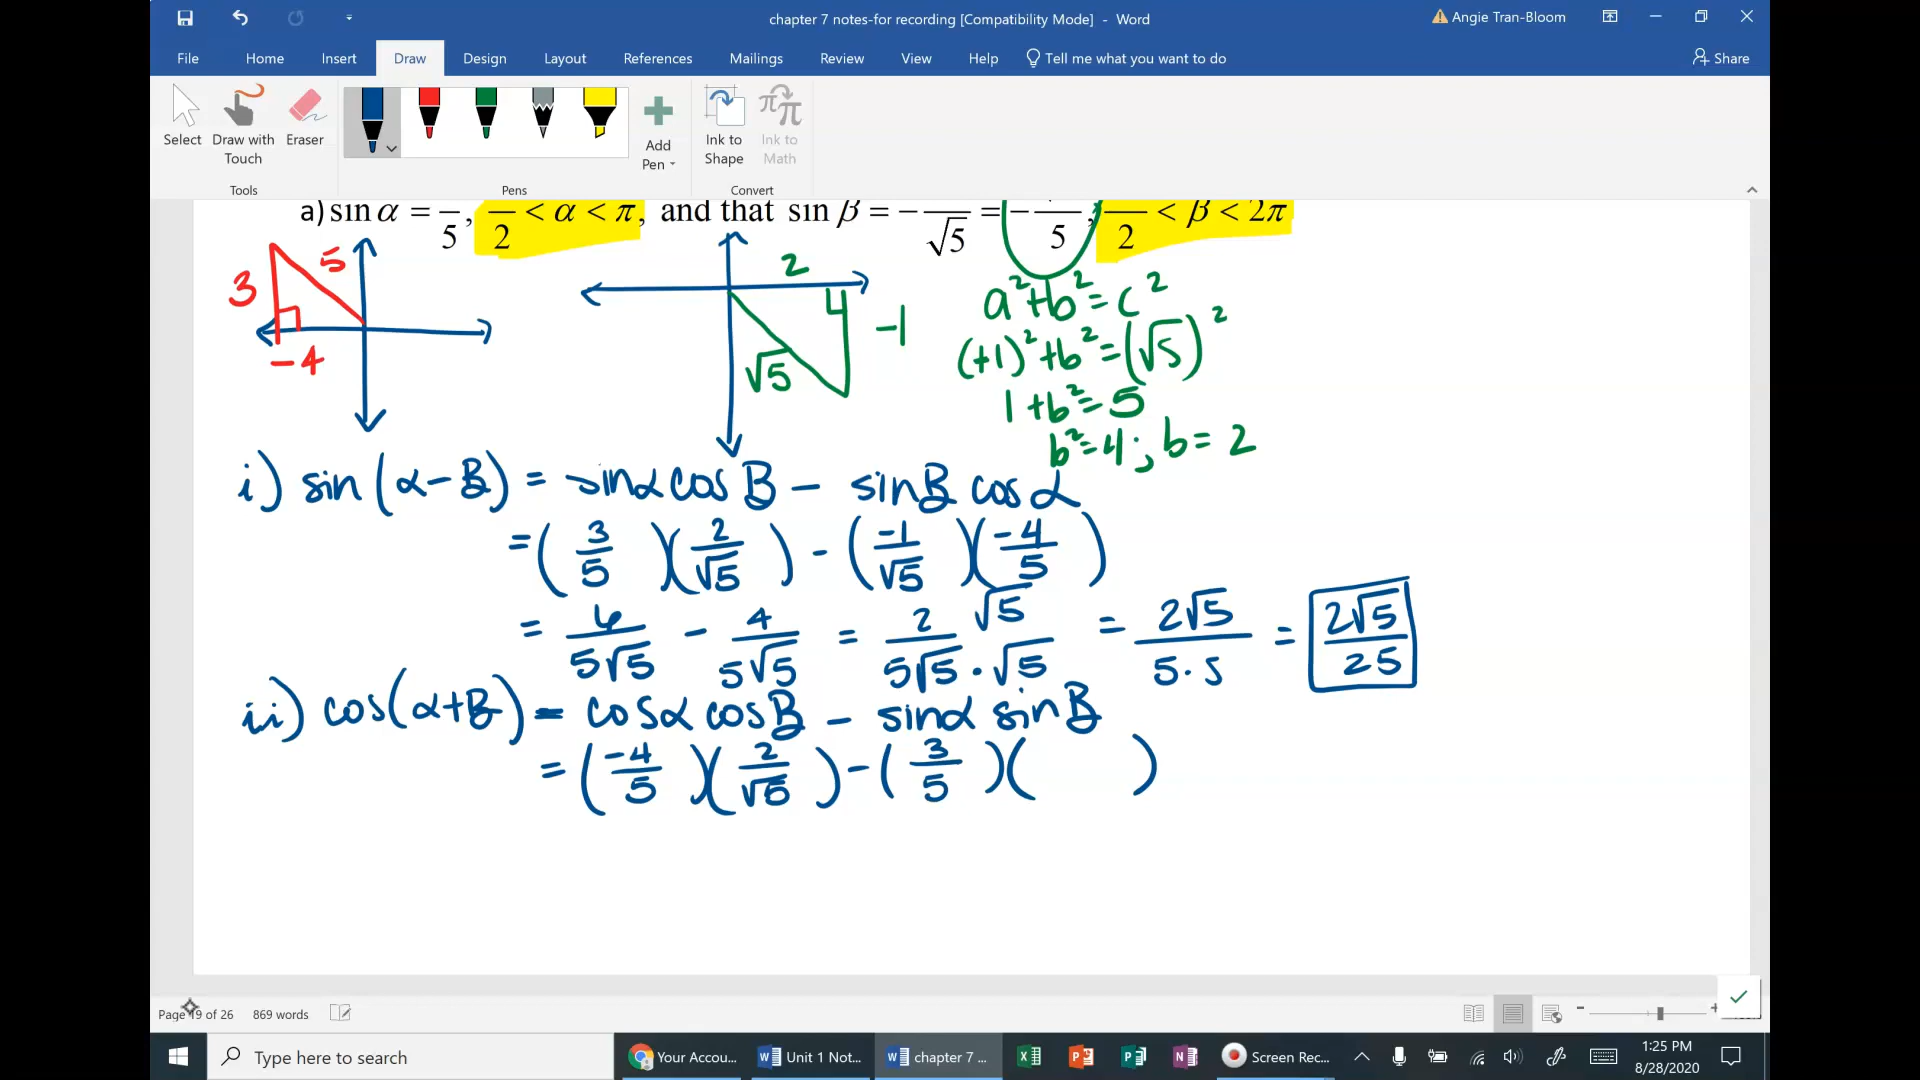 chapter 7 notes-for recording [Compatibility Mode] - Word
Angie Tran-Bloom
File Home Insert Draw Design Layout References Mailings Review View Help Tell me what you want to do Share
Select Draw with Touch Eraser Add Pen Ink to Shape Ink to Math
Tools Pens Convert
a) sin α = /5, /2 < α < π, and that sin β = − /√5 = − /5, /2 < β < 2π
3 5 -4
2 -1 √5
a²+b²=c²
(+1)²+b²=(√5)²
1+b²=5
b²=4; b=2
i) sin(α-B) = sinα cosB - sinB cosα
=(3/5)(2/√5)-(-1/√5)(-4/5)
= 6/5√5 - 4/5√5 = 2/5√5 · √5/√5 = 2√5/5·5 = 2√5/25
ii) cos(α+B) = cosα cosB - sinα sinB
=(-4/5)(2/√5)-(3/5)( )
Page 19 of 26 869 words
Type here to search
Your Accou...
Unit 1 Not...
chapter 7 ...
Screen Rec...
1:25 PM
8/28/2020